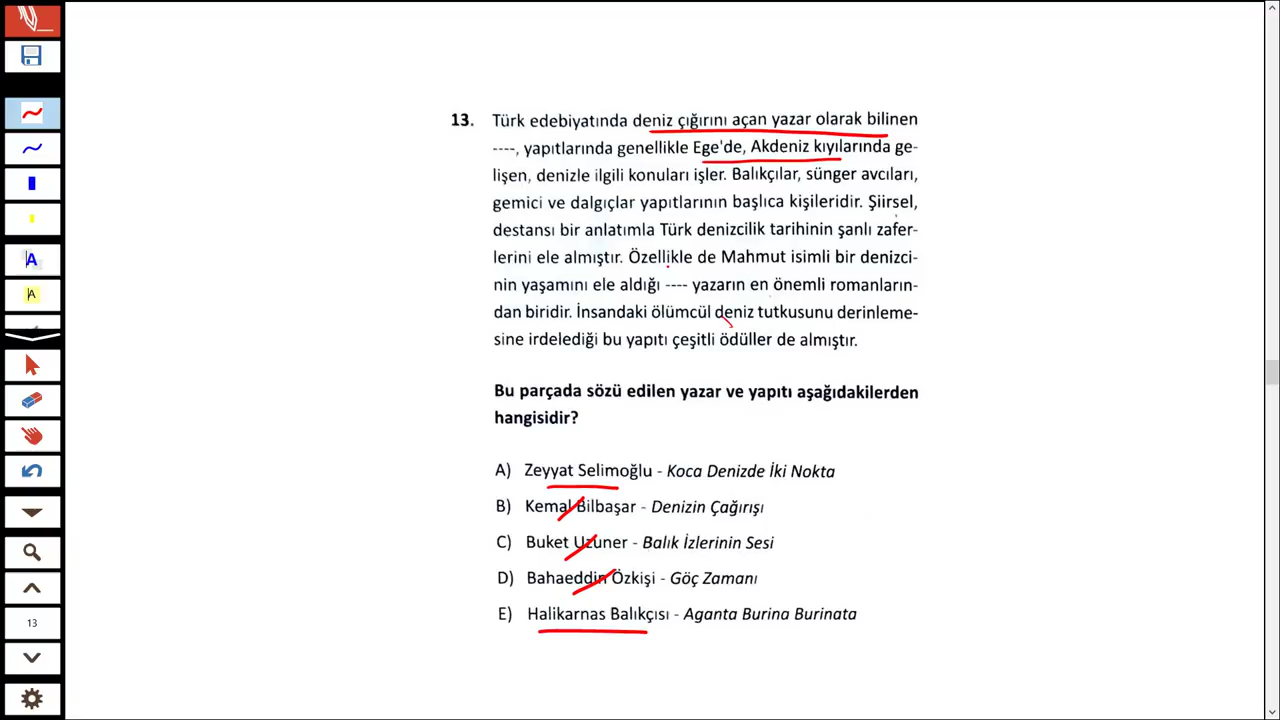 13. Türk edebiyatında deniz çığırını açan yazar olarak bilinen
----, yapıtlarında genellikle Ege'de, Akdeniz kıyılarında ge-
lişen, denizle ilgili konuları işler. Balıkçılar, sünger avcıları,
gemici ve dalgıçlar yapıtlarının başlıca kişileridir. Şiirsel,
destansı bir anlatımla Türk denizcilik tarihinin şanlı zafer-
lerini ele almıştır. Özellikle de Mahmut isimli bir denizci-
nin yaşamını ele aldığı ---- yazarın en önemli romanların-
dan biridir. İnsandaki ölümcül deniz tutkusunu derinleme-
sine irdelediği bu yapıtı çeşitli ödüller de almıştır.
Bu parçada sözü edilen yazar ve yapıtı aşağıdakilerden
hangisidir?
A) Zeyyat Selimoğlu - Koca Denizde İki Nokta
B) Kemal Bilbaşar - Denizin Çağırışı
C) Buket Uzuner - Balık İzlerinin Sesi
D) Bahaeddin Özkişi - Göç Zamanı
E) Halikarnas Balıkçısı - Aganta Burina Burinata
A
A
13